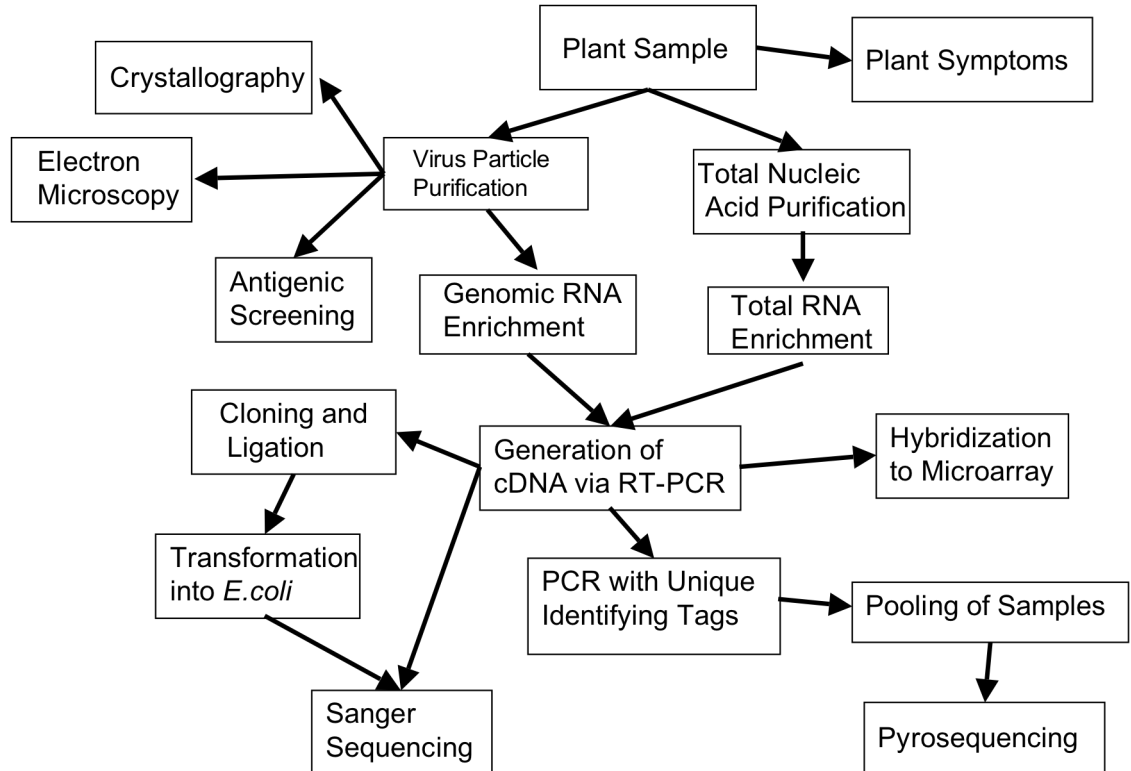 Plant Sample
Plant Symptoms
Crystallography
Electron
Microscopy
Virus Particle
Purification
Total Nucleic
Acid Purification
Antigenic
Screening
Genomic RNA
Enrichment
Total RNA
Enrichment
Cloning and
Ligation
Generation of
cDNA via RT-PCR
Hybridization
to Microarray
Transformation
into E.coli
PCR with Unique
Identifying Tags
Pooling of Samples
Sanger
Sequencing
Pyrosequencing